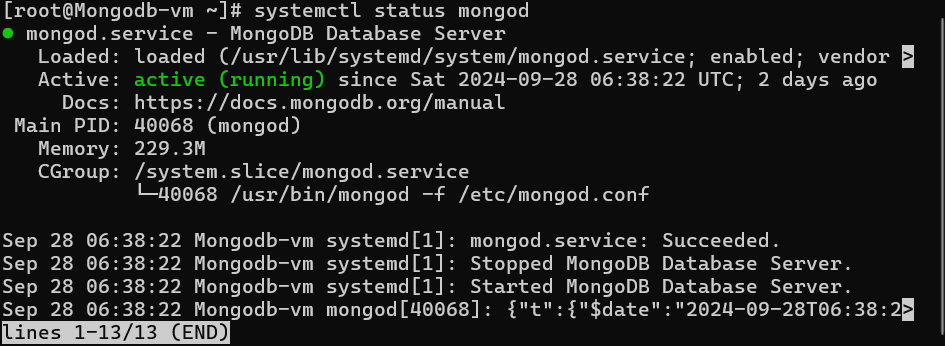 [root@Mongodb-vm ~]# systemctl status mongod
● mongod.service - MongoDB Database Server
   Loaded: loaded (/usr/lib/systemd/system/mongod.service; enabled; vendor >
   Active: active (running) since Sat 2024-09-28 06:38:22 UTC; 2 days ago
     Docs: https://docs.mongodb.org/manual
 Main PID: 40068 (mongod)
   Memory: 229.3M
   CGroup: /system.slice/mongod.service
           └─40068 /usr/bin/mongod -f /etc/mongod.conf

Sep 28 06:38:22 Mongodb-vm systemd[1]: mongod.service: Succeeded.
Sep 28 06:38:22 Mongodb-vm systemd[1]: Stopped MongoDB Database Server.
Sep 28 06:38:22 Mongodb-vm systemd[1]: Started MongoDB Database Server.
Sep 28 06:38:22 Mongodb-vm mongod[40068]: {"t":{"$date":"2024-09-28T06:38:2>
lines 1-13/13 (END)